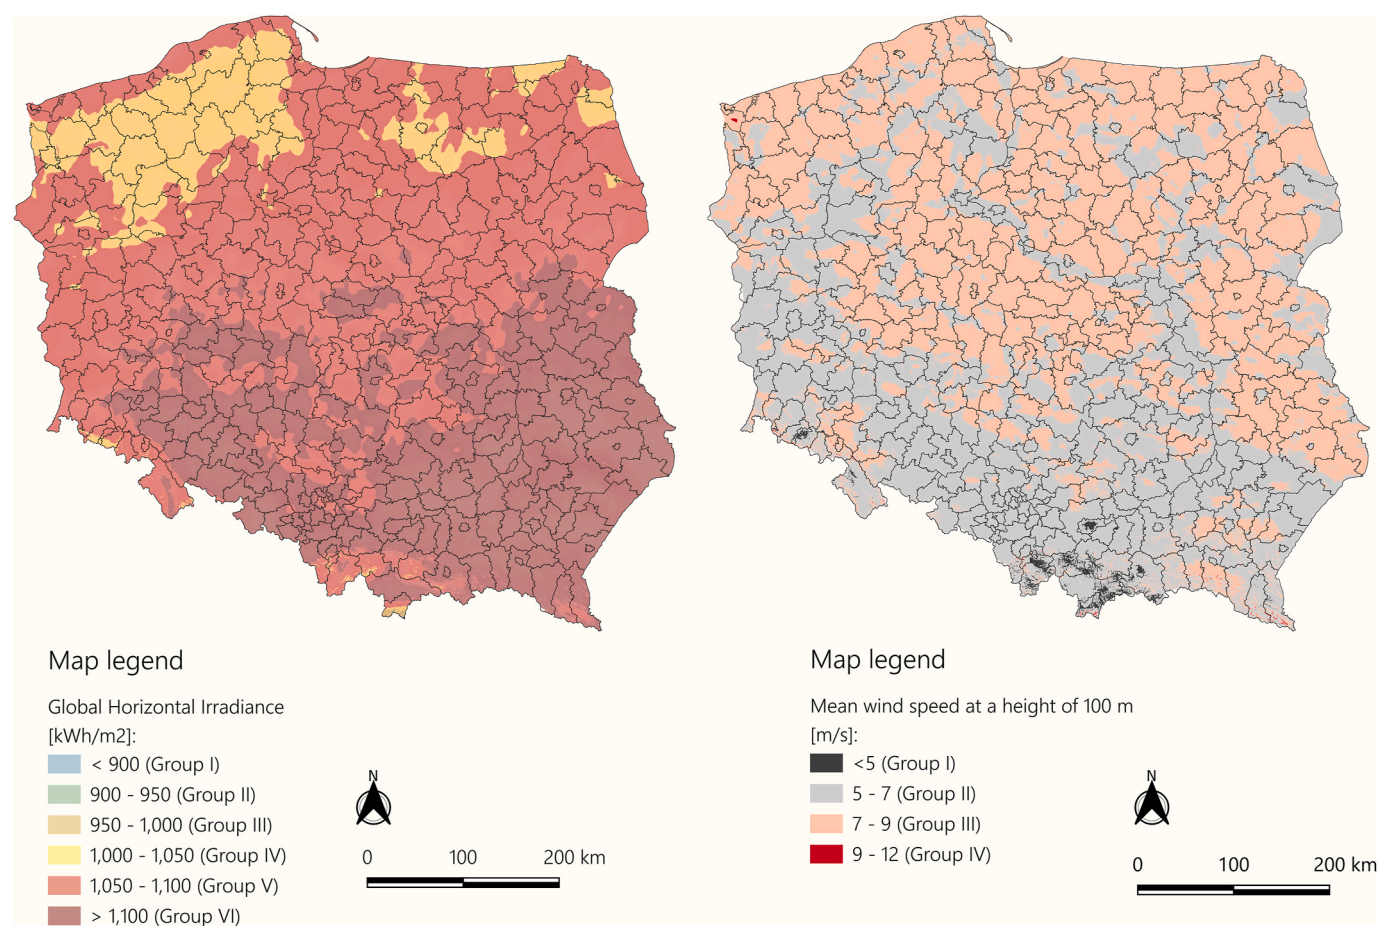 Map legend
Global Horizontal Irradiance
[kWh/m2]:
< 900 (Group I)
900 - 950 (Group II)
950 - 1,000 (Group III)
1,000 - 1,050 (Group IV)
1,050 - 1,100 (Group V)
> 1,100 (Group VI)
N
0 100 200 km
Map legend
Mean wind speed at a height of 100 m
[m/s]:
<5 (Group I)
5 - 7 (Group II)
7 - 9 (Group III)
9 - 12 (Group IV)
N
0 100 200 km